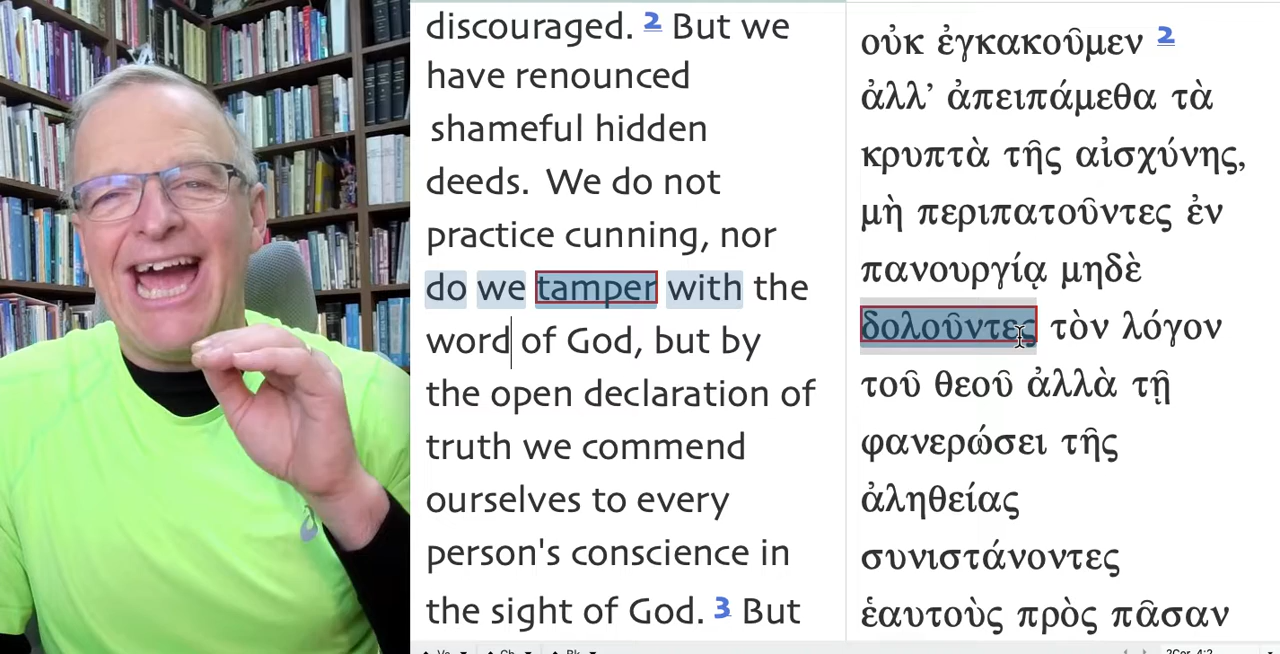 discouraged. 2 But we
have renounced
shameful hidden
deeds. We do not
practice cunning, nor
do we tamper with the
word of God, but by
the open declaration of
truth we commend
ourselves to every
person's conscience in
the sight of God. 3 But
οὐκ ἐγκακοῦμεν 2
ἀλλ’ ἀπειπάμεθα τὰ
κρυπτὰ τῆς αἰσχύνης,
μὴ περιπατοῦντες ἐν
πανουργίᾳ μηδὲ
δολοῦντες τὸν λόγον
τοῦ θεοῦ ἀλλὰ τῇ
φανερώσει τῆς
ἀληθείας
συνιστάνοντες
ἑαυτοὺς πρὸς πᾶσαν